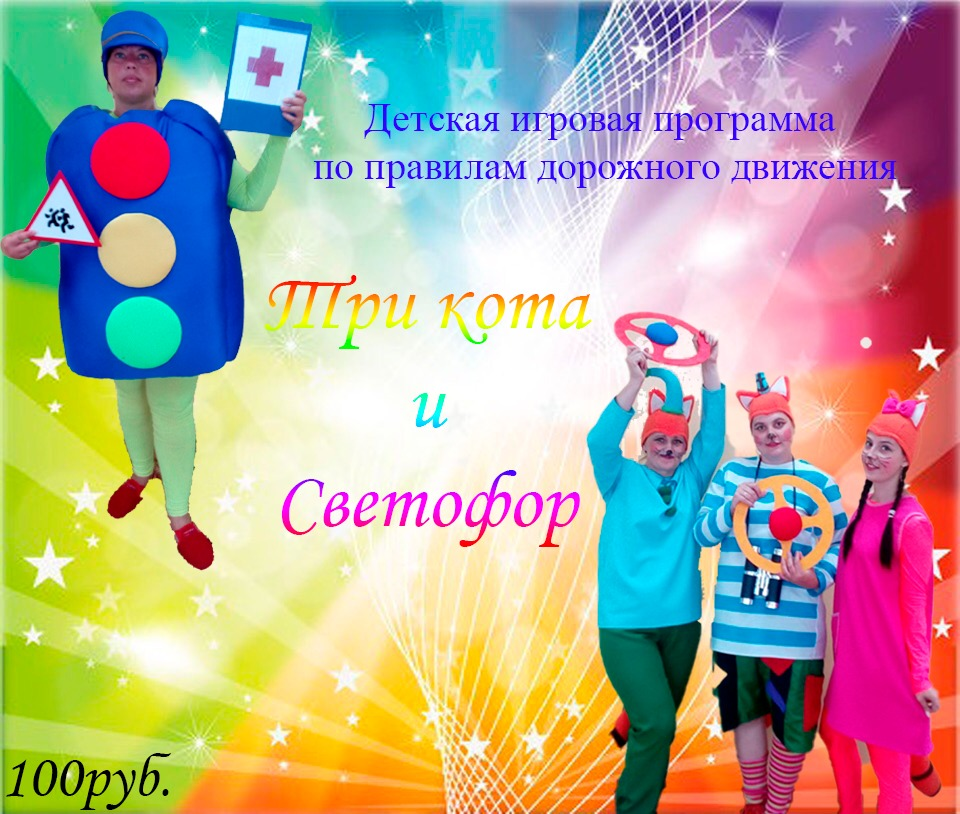 Детская игровая программа
по правилам дорожного движения
Три кота
и
Светофор
100руб.